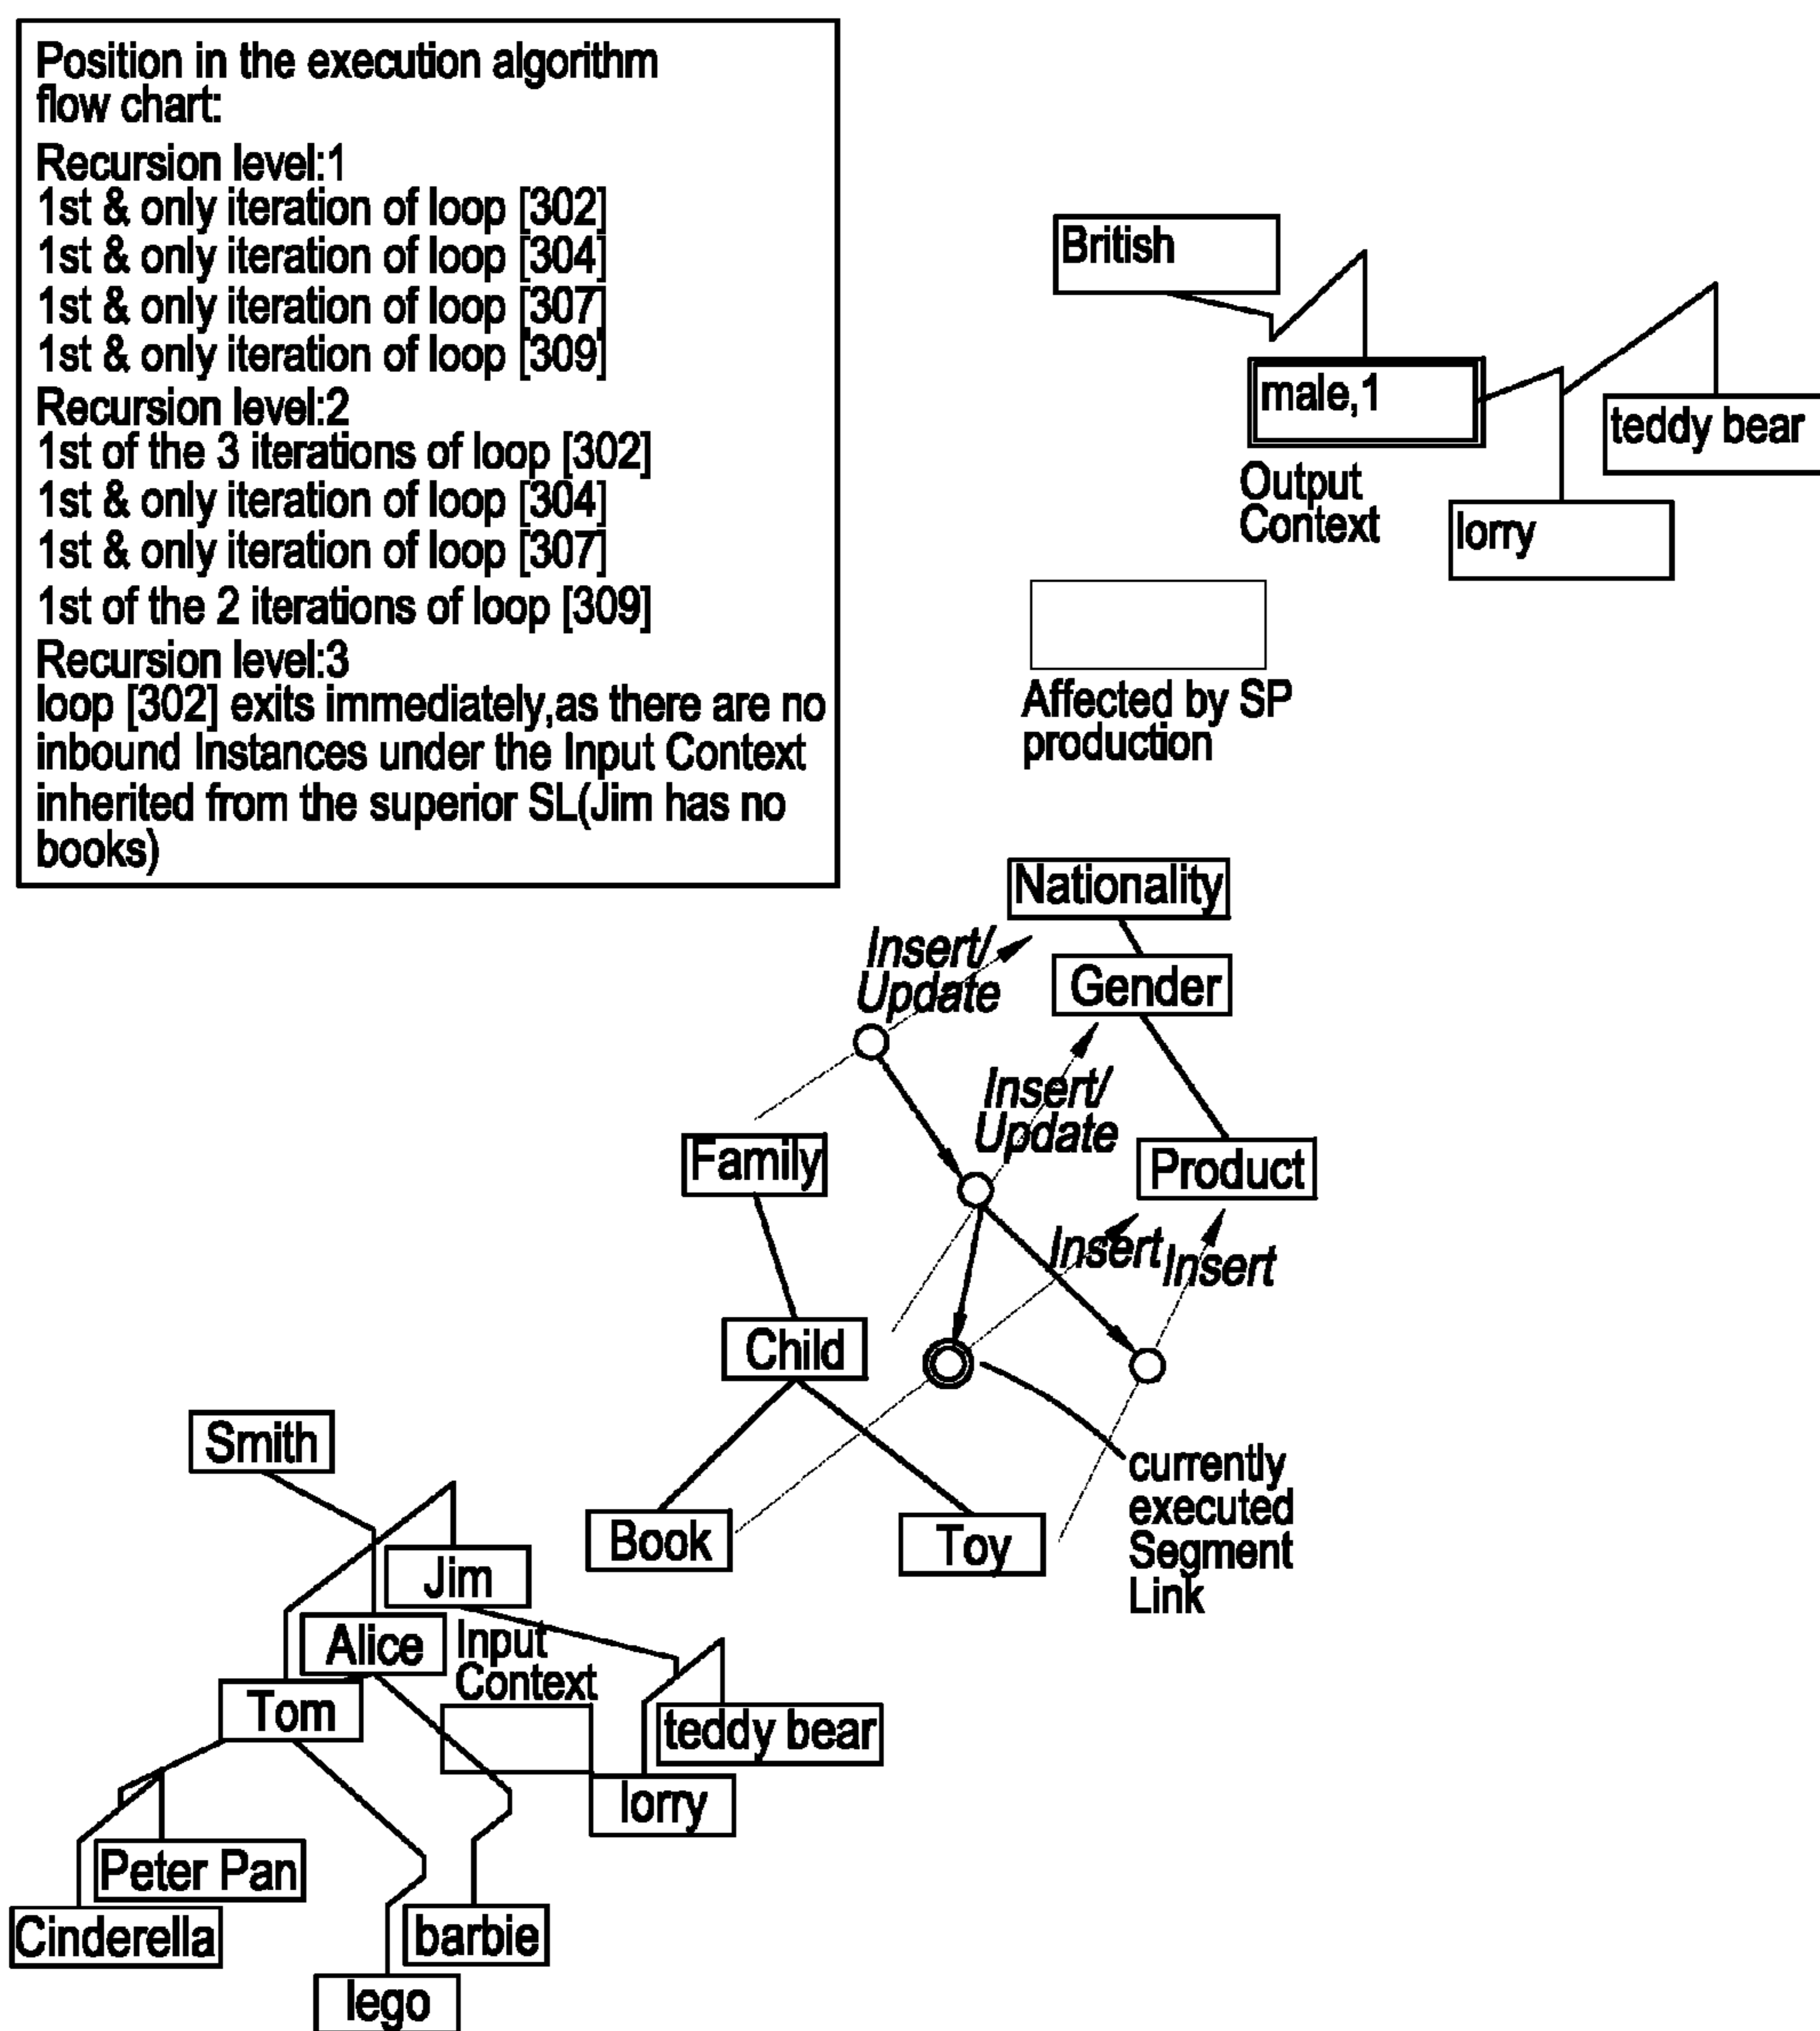 Position in the execution algorithm
flow chart:
Recursion level:1
1st & only iteration of loop [302]
1st & only iteration of loop [304]
1st & only iteration of loop [307]
1st & only iteration of loop [309]
Recursion level:2
1st of the 3 iterations of loop [302]
1st & only iteration of loop [304]
1st & only iteration of loop [307]
1st of the 2 iterations of loop [309]
Recursion level:3
loop [302] exits immediately,as there are no
inbound Instances under the Input Context
inherited from the superior SL(Jim has no
books)
British
male,1
teddy bear
Output
Context
lorry
Affected by SP
production
Nationality
Insert/
Update
Gender
Insert/
Update
Family
Product
Insert
Insert
Child
Smith
currently
executed
Segment
Link
Book
Toy
Jim
Alice
Input
Context
Tom
teddy bear
lorry
Peter Pan
Cinderella
barbie
lego